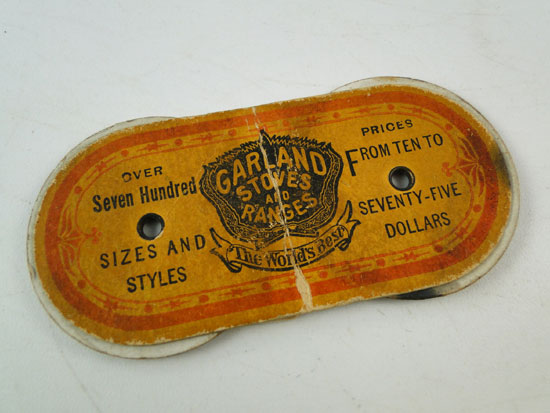 OVER
Seven Hundred
SIZES AND
STYLES
GARLAND
STOVES
AND
RANGES
The World's Best
PRICES
FROM TEN TO
SEVENTY-FIVE
DOLLARS